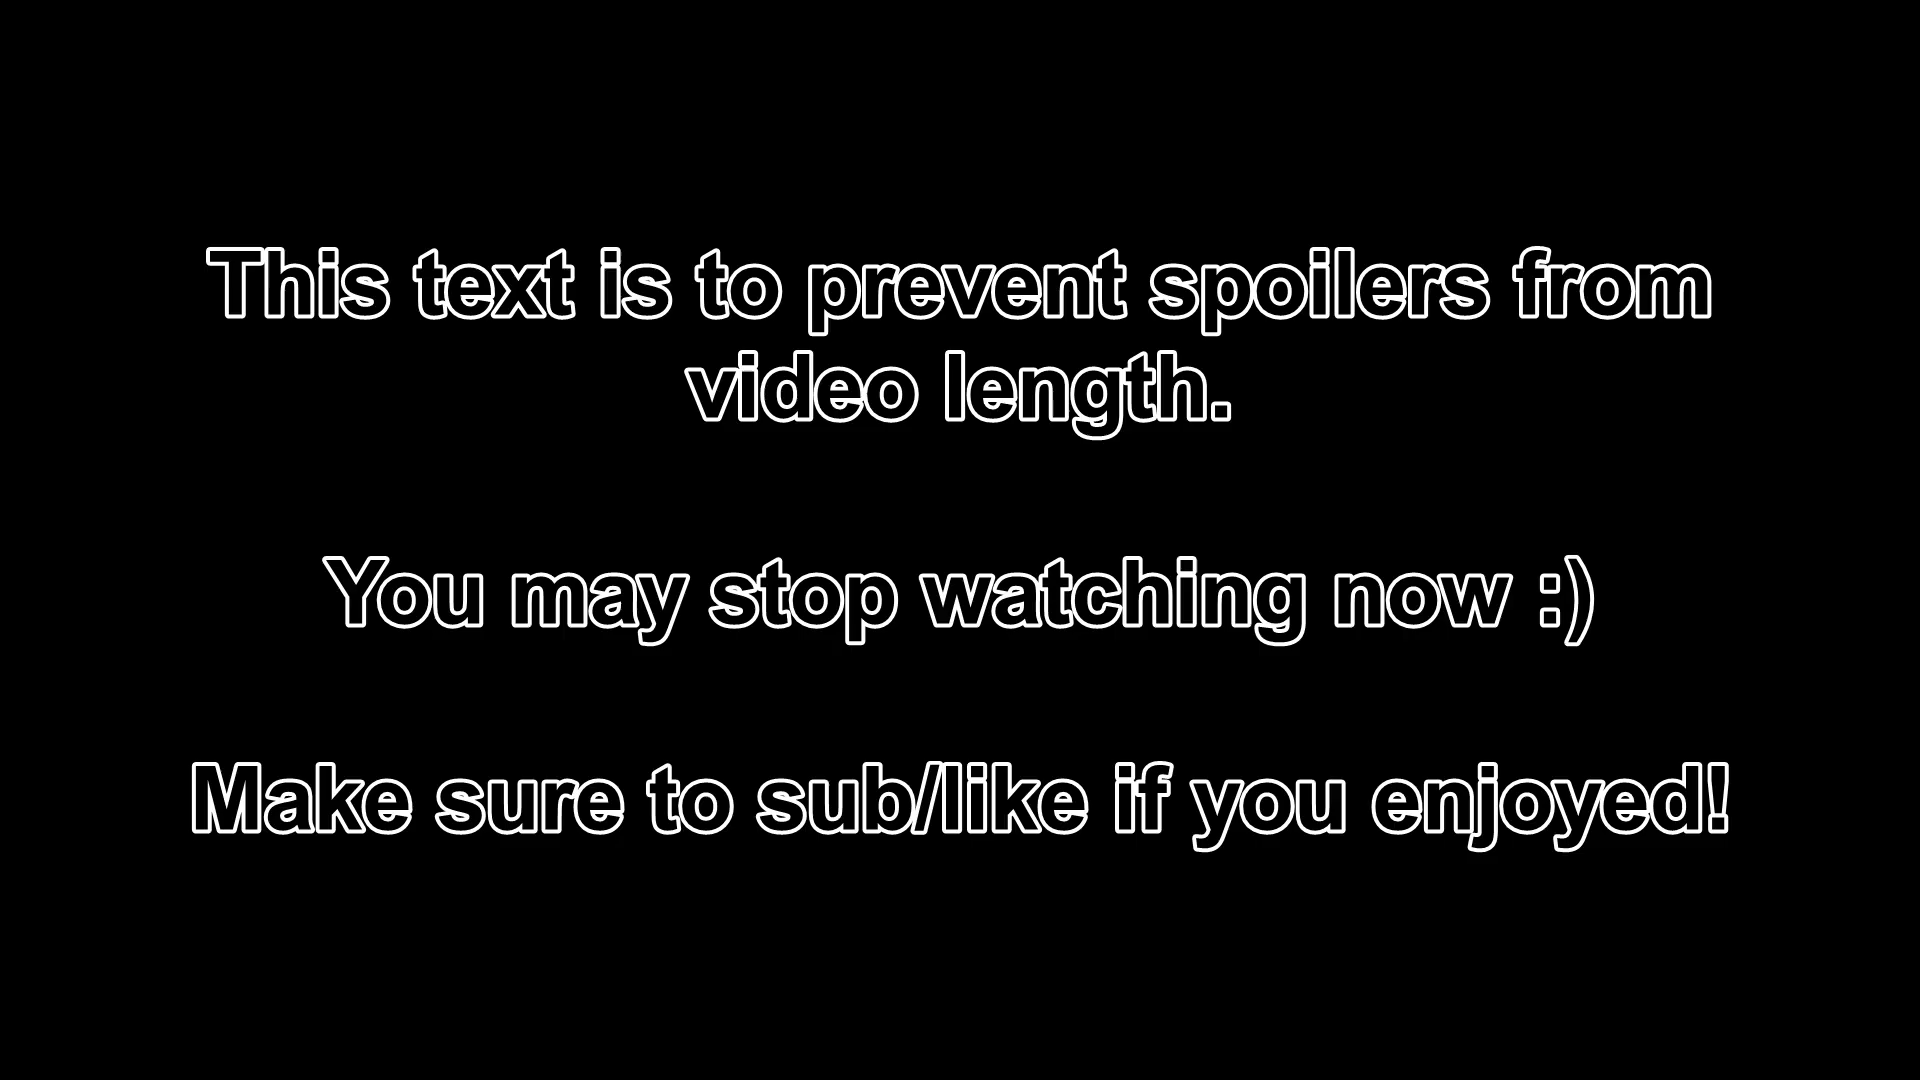 This text is to prevent spoilers from
video length.
You may stop watching now :)
Make sure to sub/like if you enjoyed!